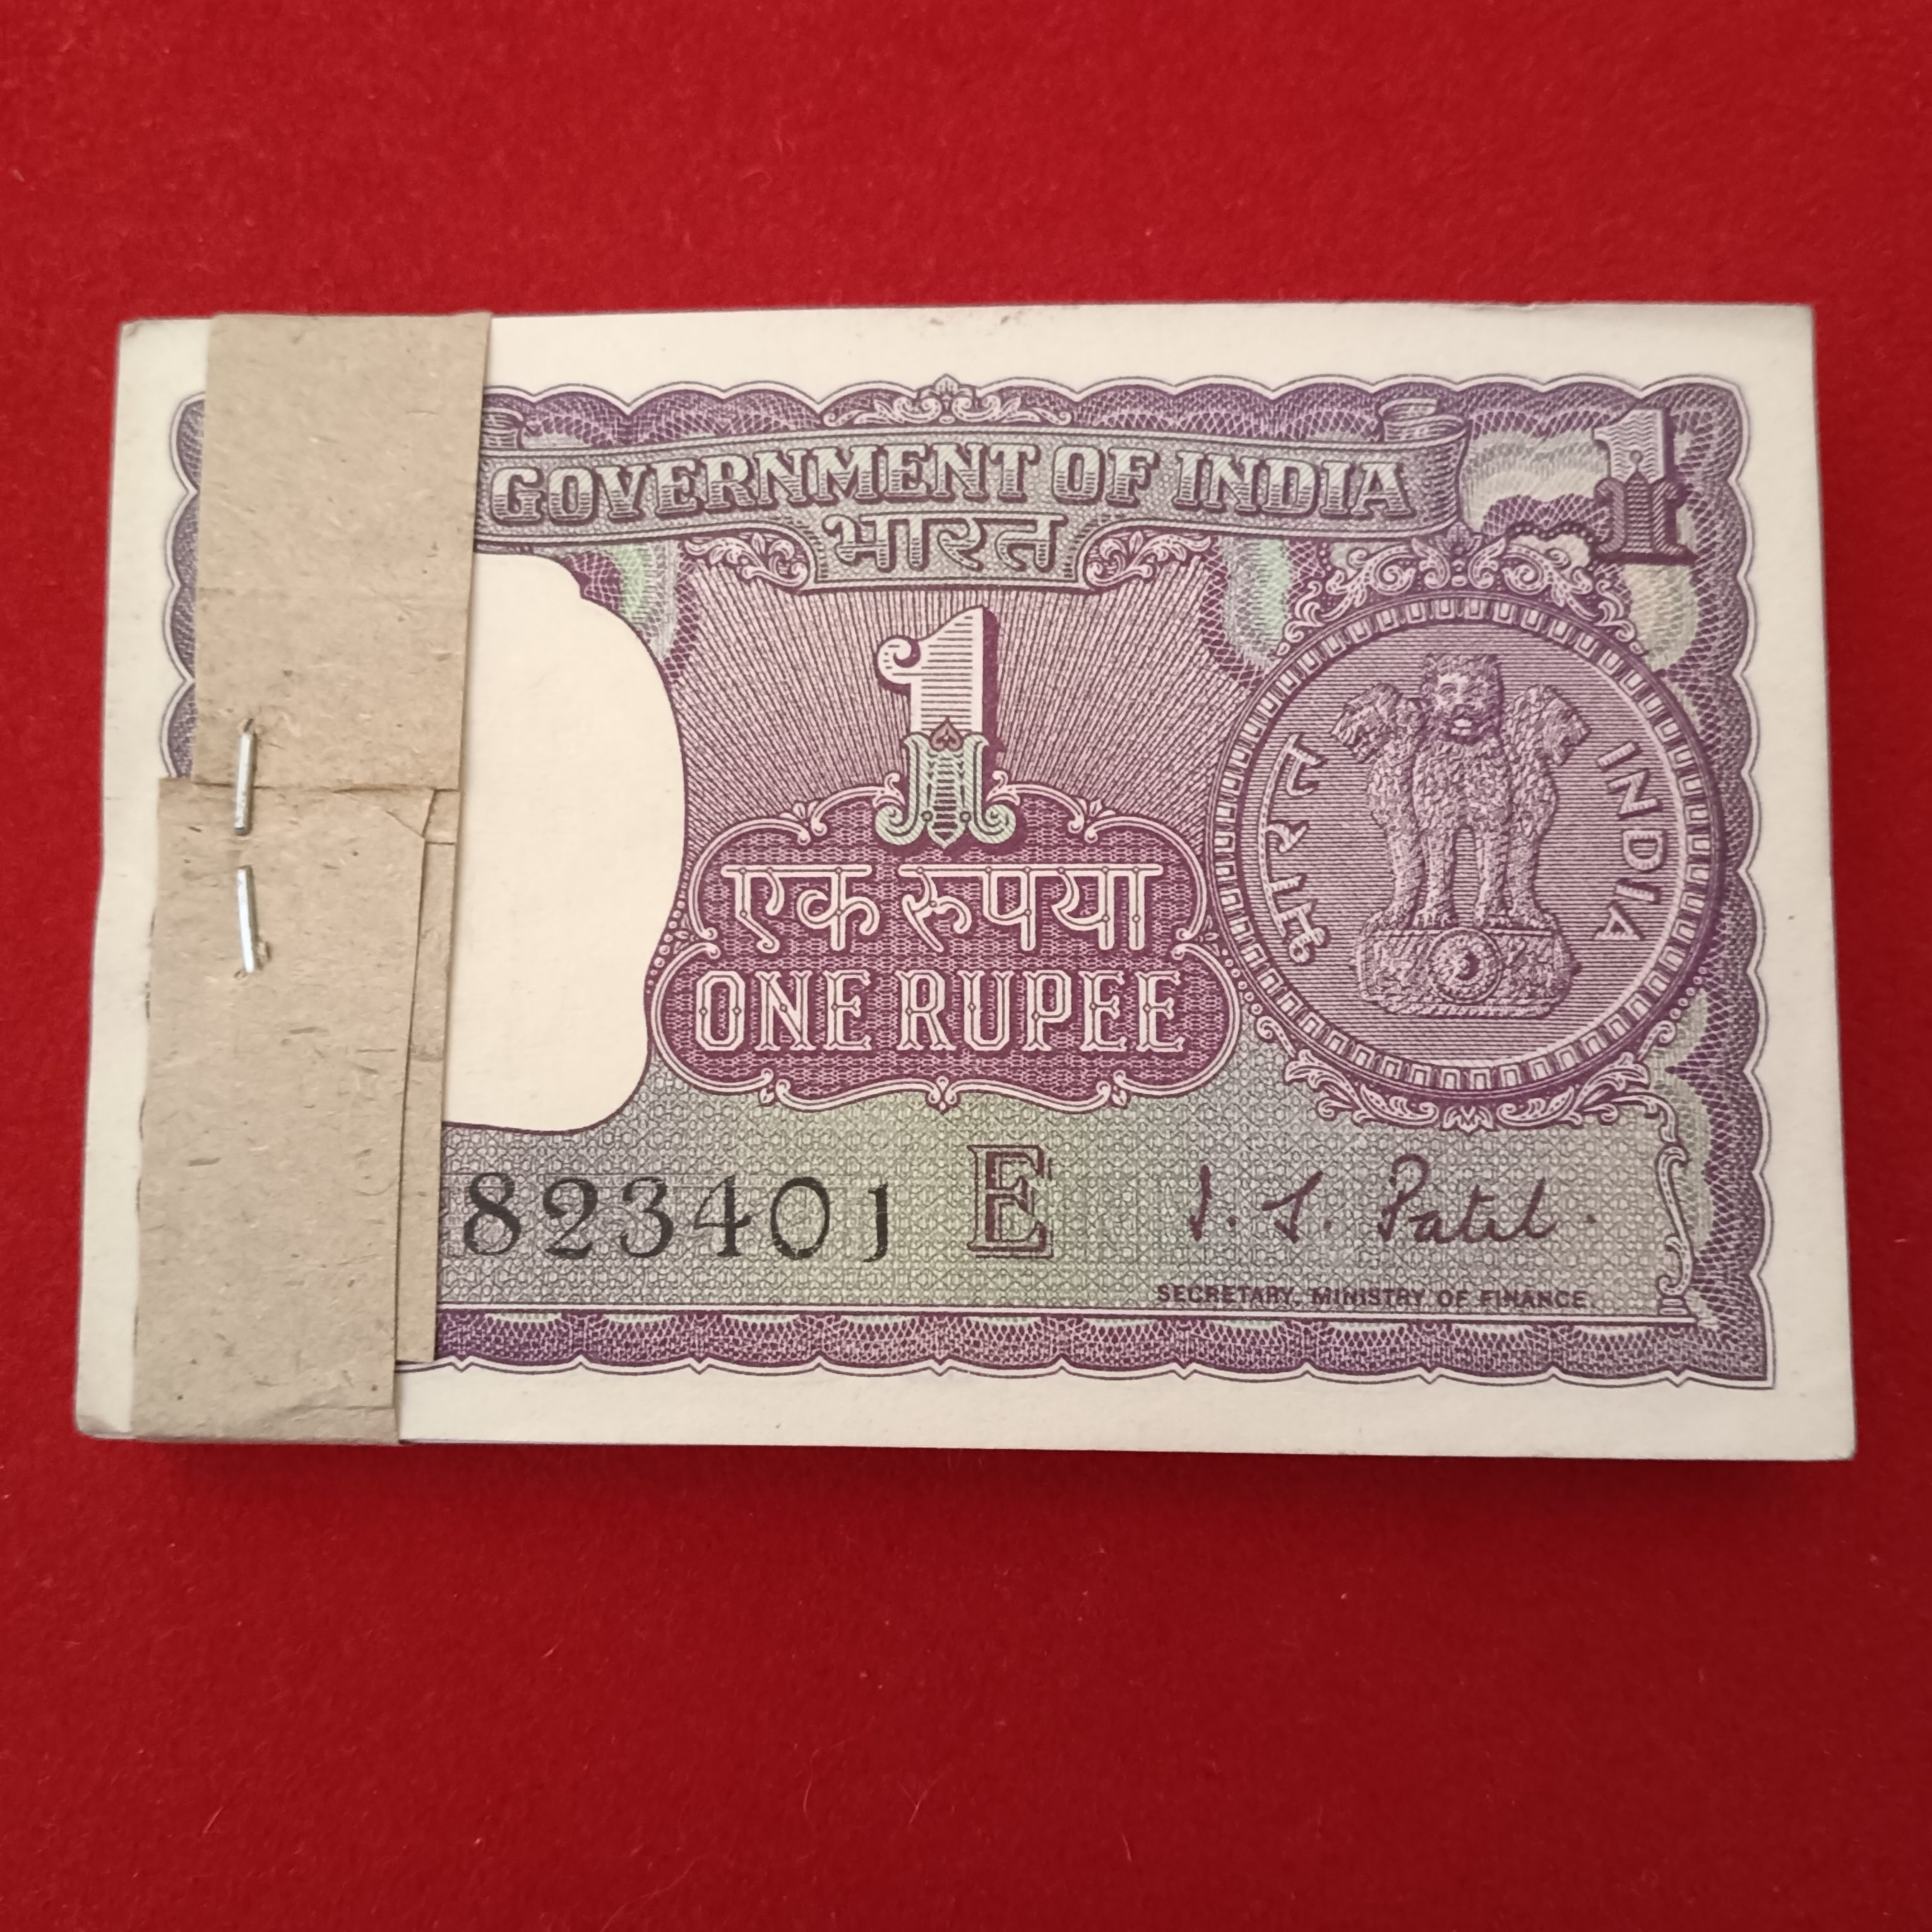 GOVERNMENT OF INDIA
भारत
1
1
भारत
INDIA
एक रूपया
ONE RUPEE
823401 E
I. G. Patel.
SECRETARY, MINISTRY OF FINANCE.